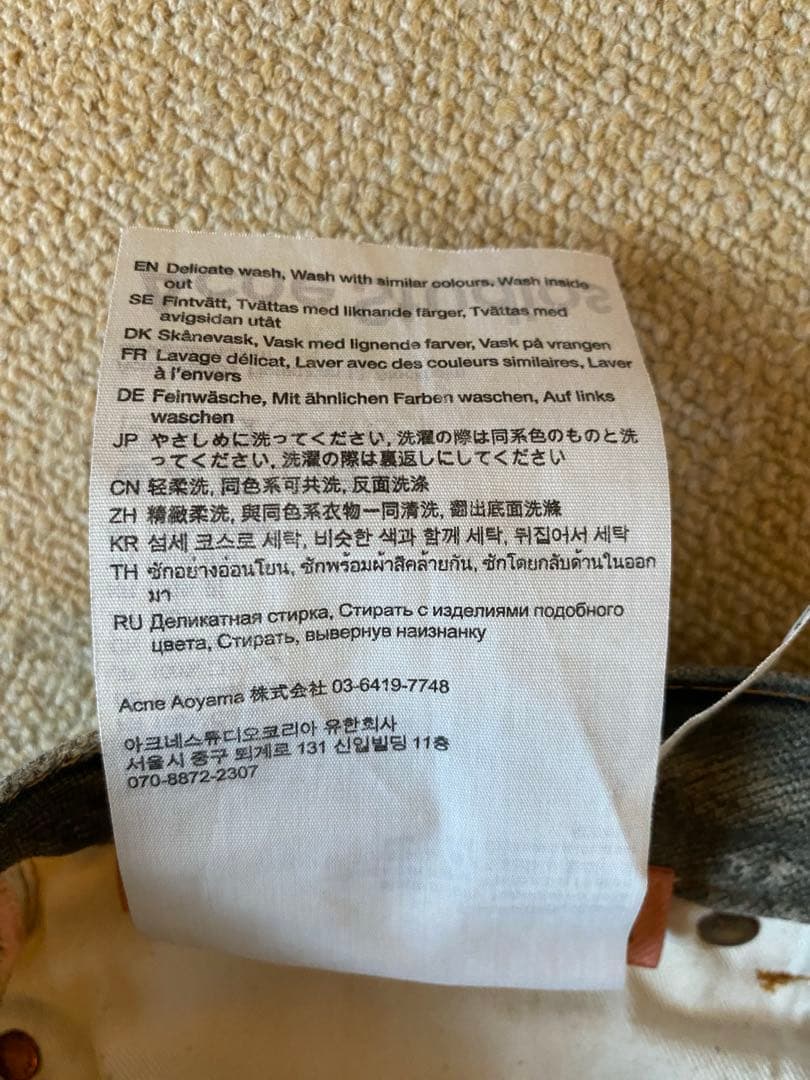 EN Delicate wash, Wash with similar colours, Wash inside
out
SE Fintvätt, Tvättas med liknande färger, Tvättas med
avigsidan utåt
DK Skånevask, Vask med lignende farver, Vask på vrangen
FR Lavage délicat, Laver avec des couleurs similaires, Laver
à l'envers
DE Feinwäsche, Mit ähnlichen Farben waschen, Auf links
waschen
JP やさしめに洗ってください, 洗濯の際は同系色のものと洗
ってください, 洗濯の際は裏返しにしてください
CN 轻柔洗, 同色系可共洗, 反面洗涤
ZH 精緻柔洗, 與同色系衣物一同清洗, 翻出底面洗滌
KR 섬세 코스로 세탁, 비슷한 색과 함께 세탁, 뒤집어서 세탁
TH ซักอย่างอ่อนโยน, ซักพร้อมผ้าสีคล้ายกัน, ซักโดยกลับด้านในออก
มา
RU Деликатная стирка, Стирать с изделиями подобного
цвета, Стирать, вывернув наизнанку
Acne Aoyama 株式会社 03-6419-7748
아크네스튜디오코리아 유한회사
서울시 중구 퇴계로 131 신일빌딩 11층
070-8872-2307